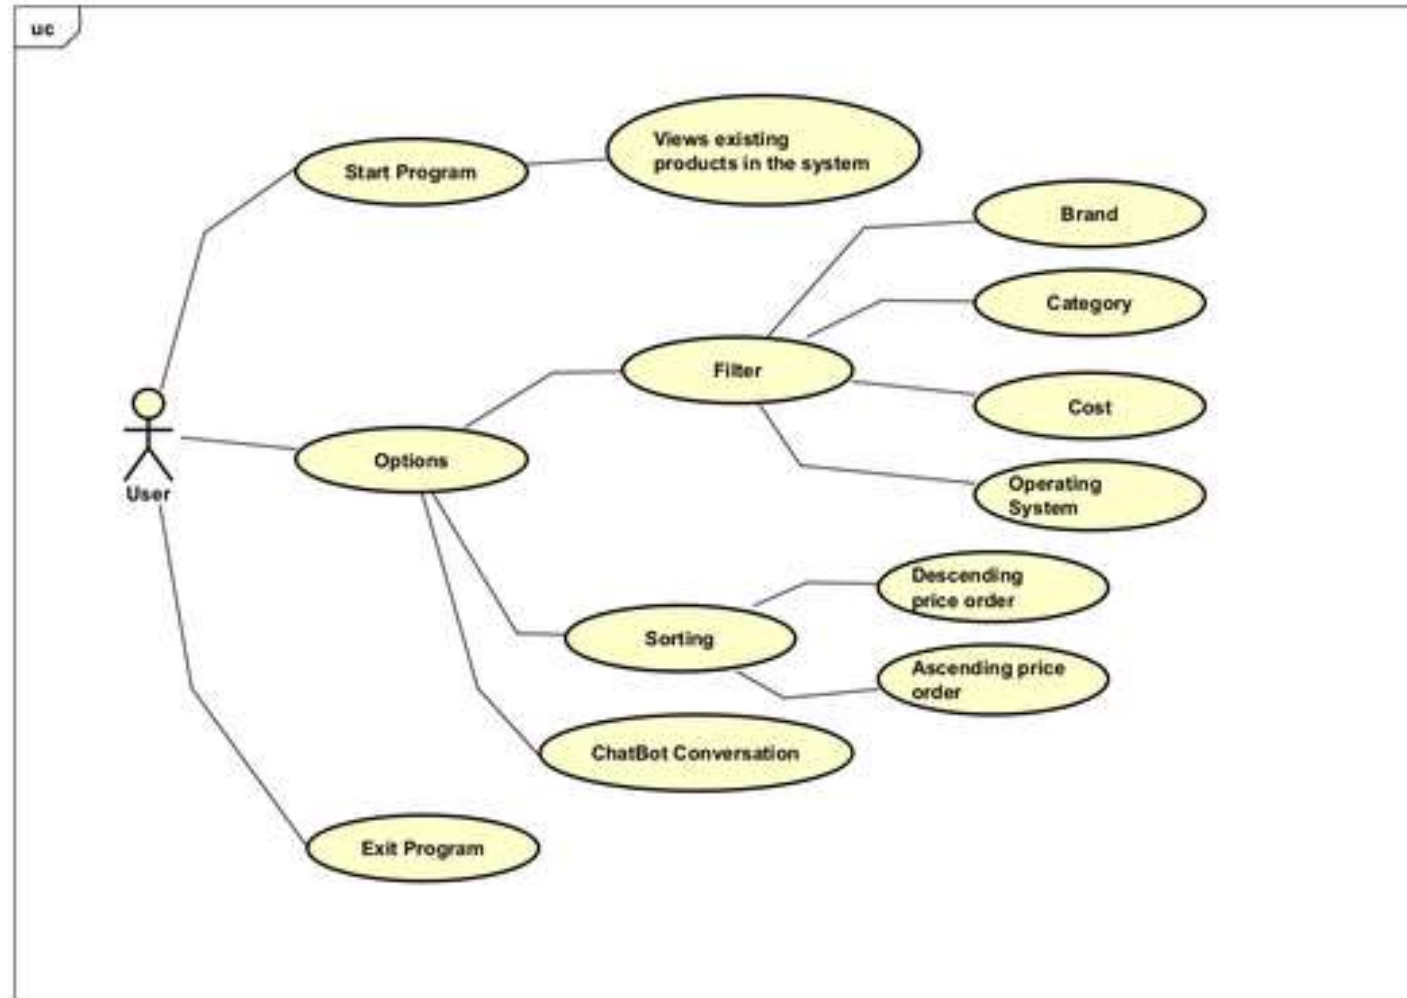 uc
Start Program
Views existing
products in the system
Brand
Category
Filter
Cost
Options
User
Operating
System
Descending
price order
Sorting
Ascending price
order
ChatBot Conversation
Exit Program